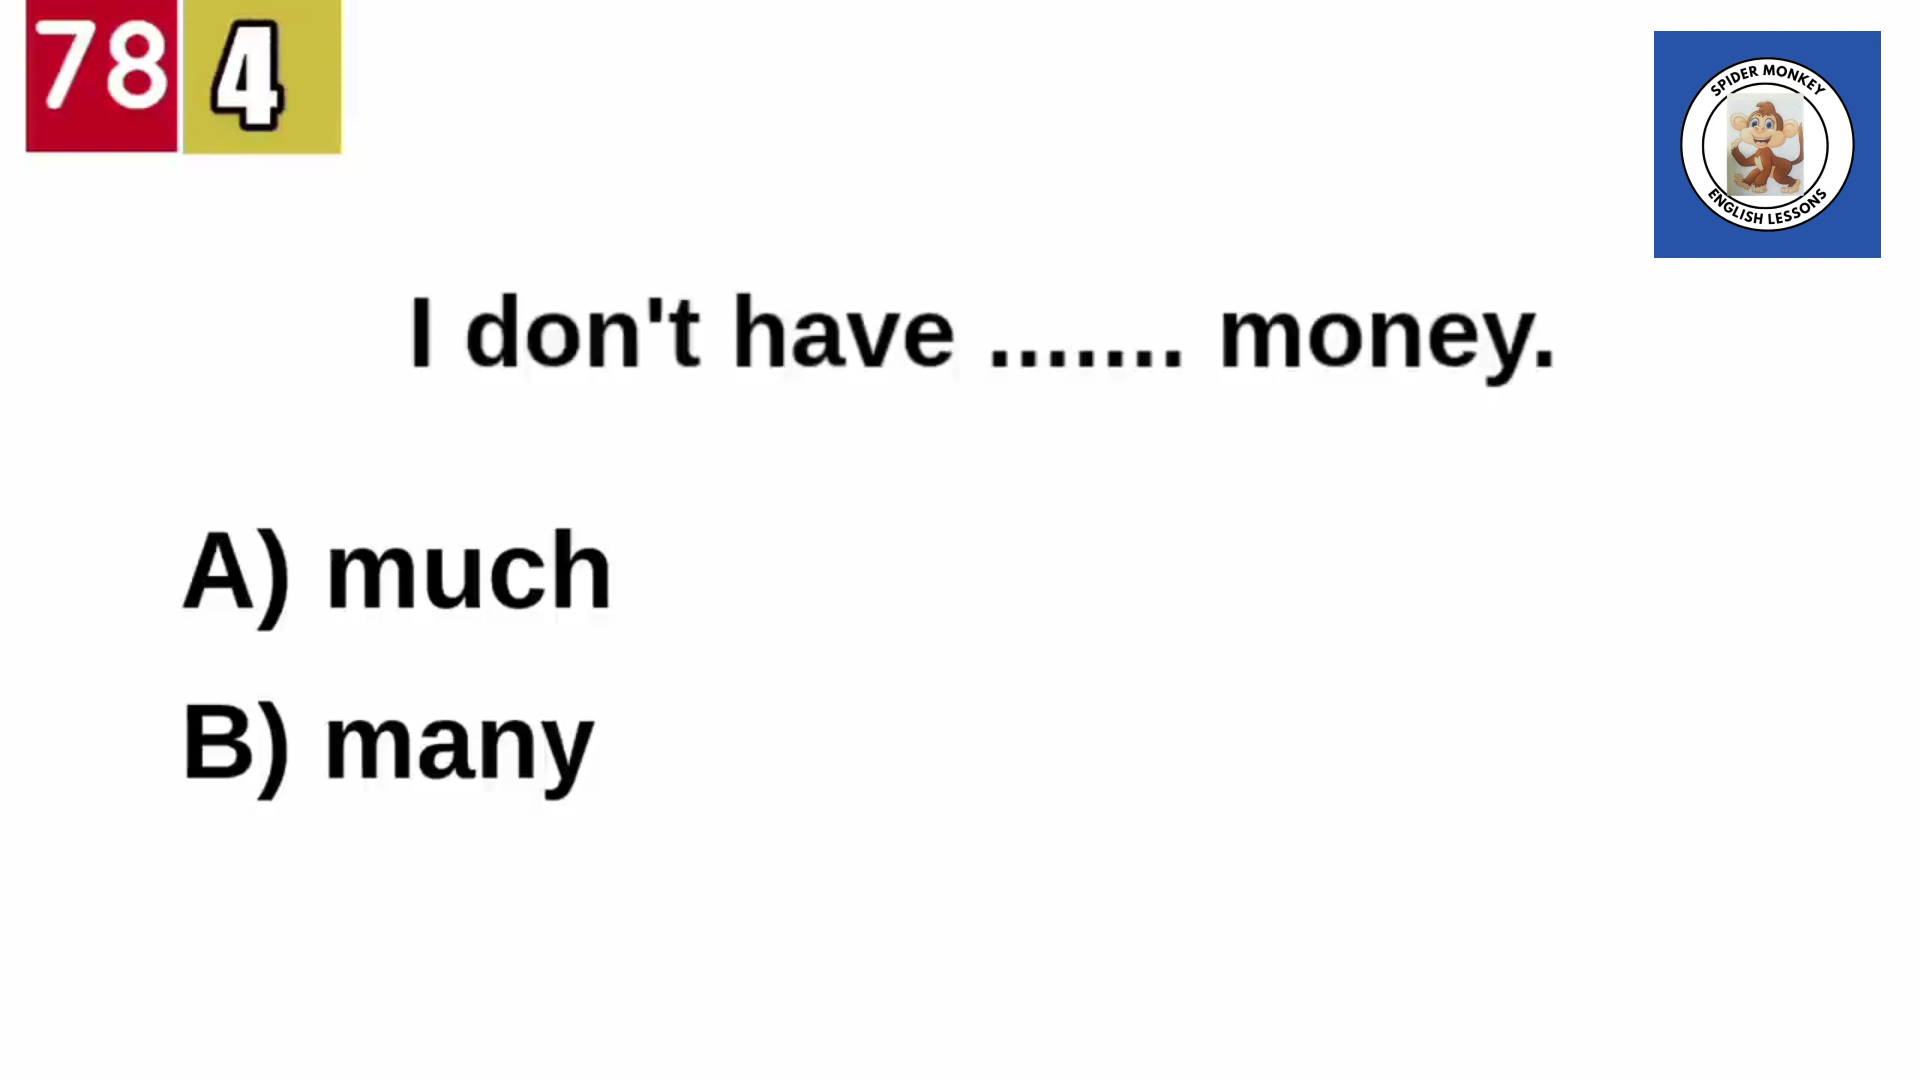 78 4
SPIDER MONKEY
ENGLISH LESSONS
I don't have ....... money.
A) much
B) many